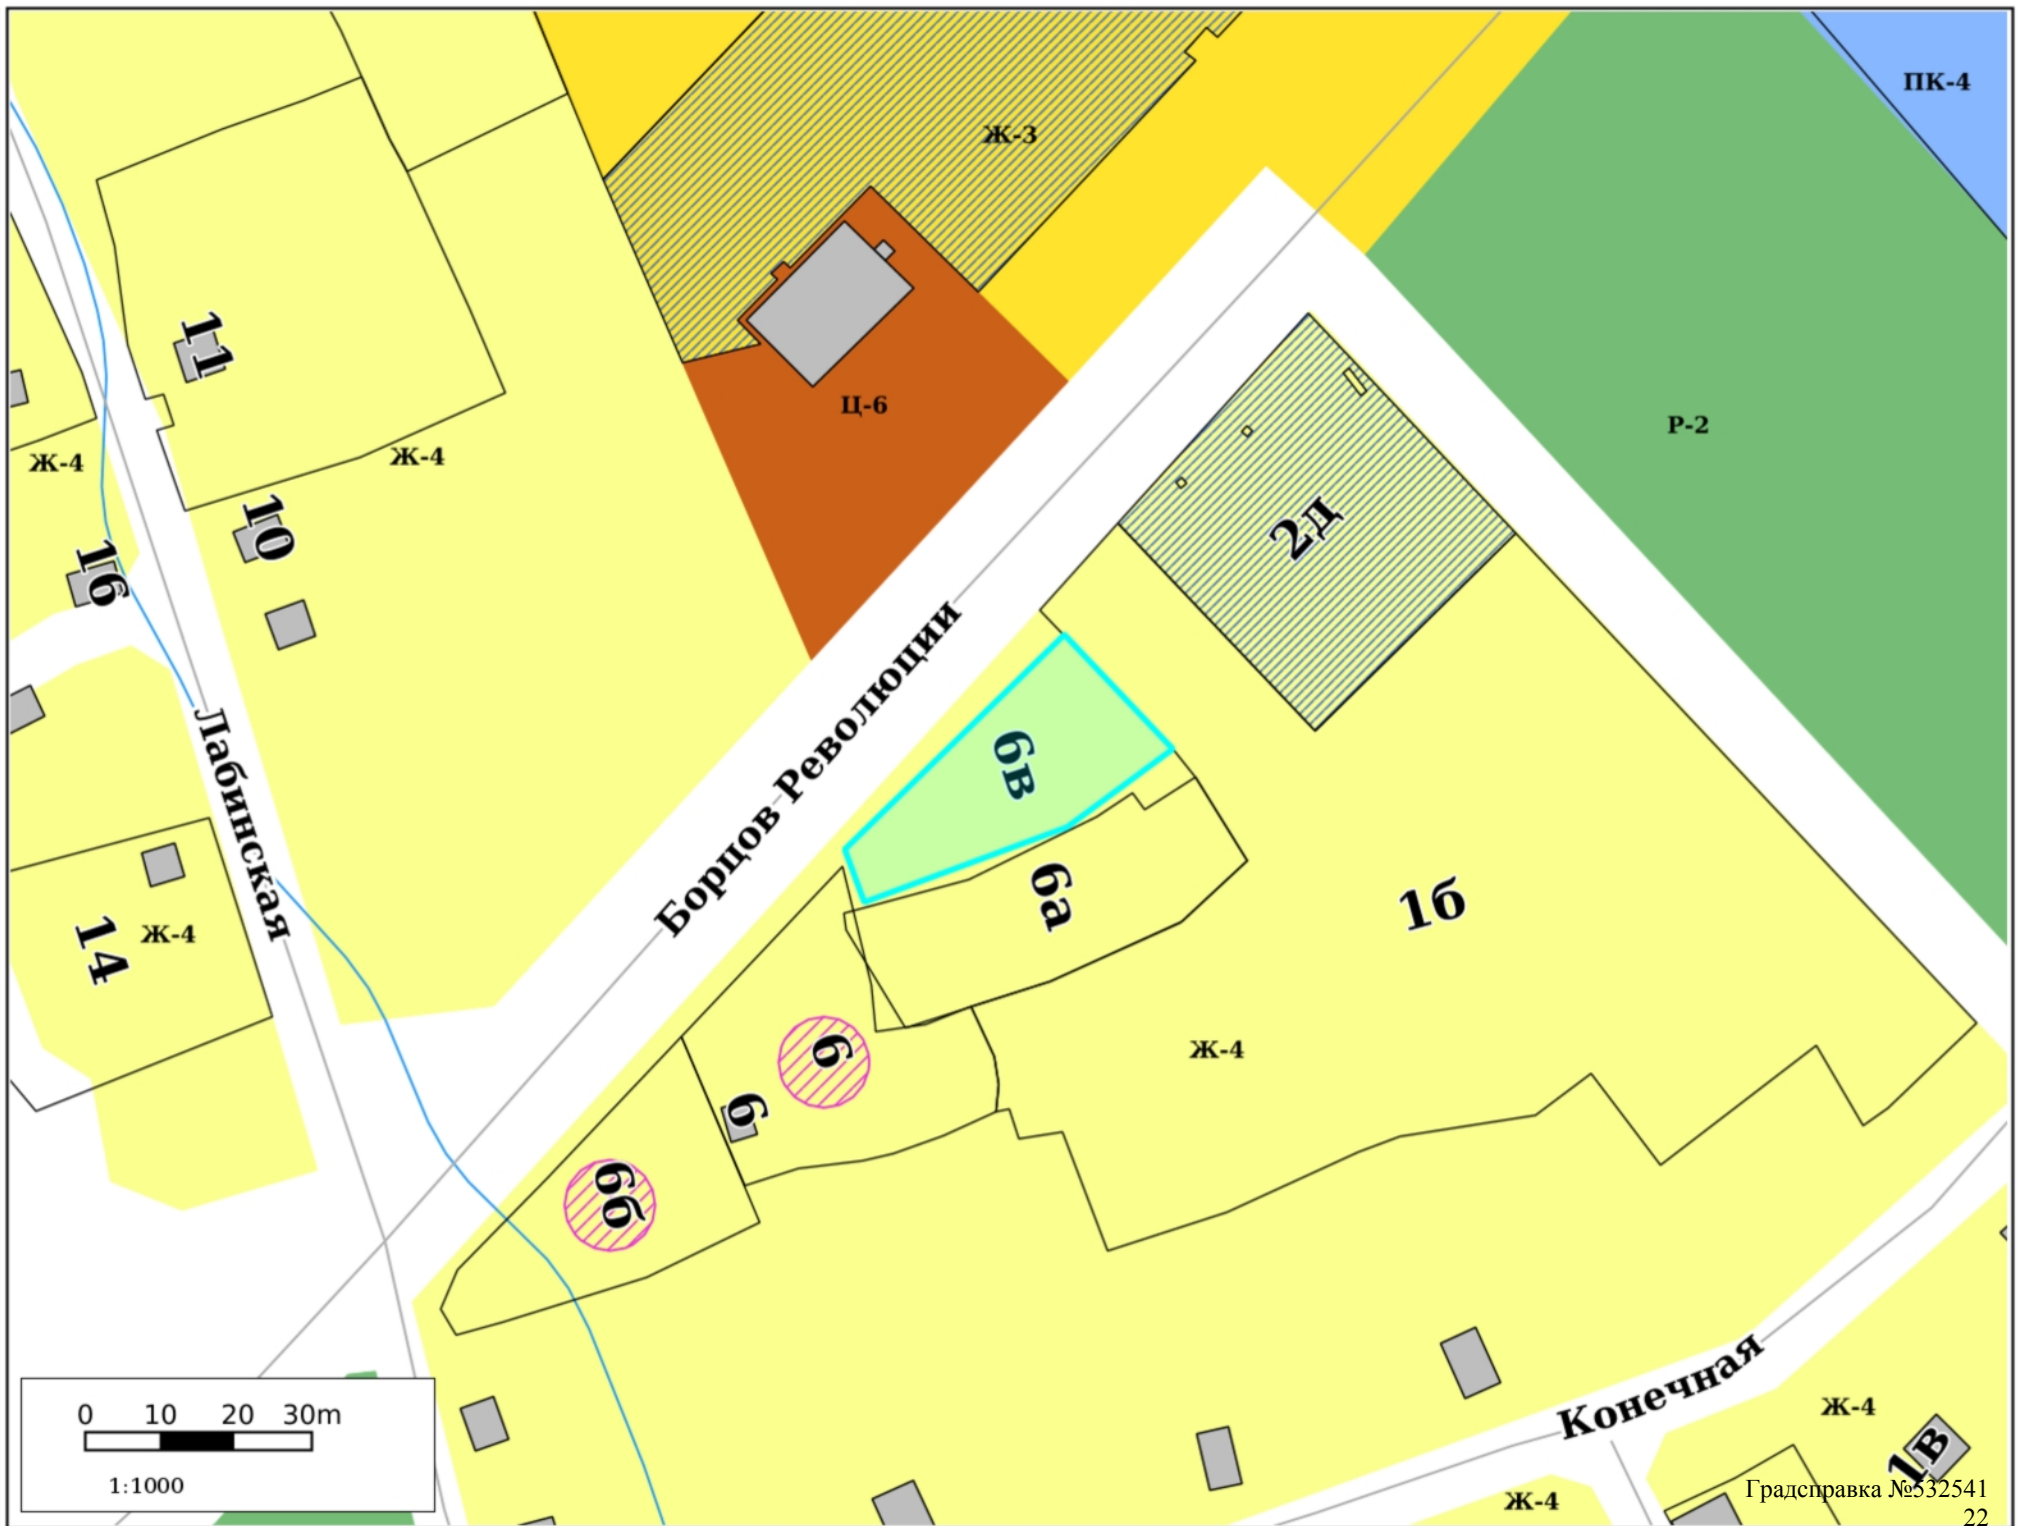 ПК-4
Ж-3
11
Ц-6
Р-2
Ж-4
Ж-4
10
2д
16
Лабинская
Борцов Революции
6в
6а
1б
14
Ж-4
6
Ж-4
6
6б
Конечная
Ж-4
1в
0 10 20 30m
1:1000
Ж-4
Градсправка №532541
22